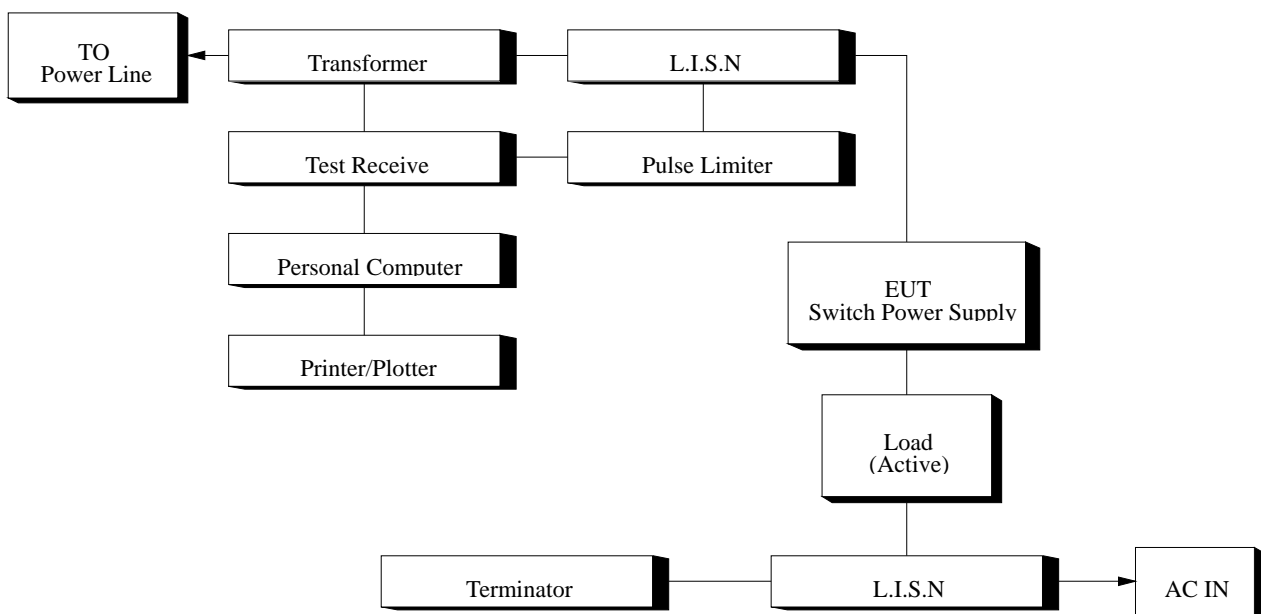 TO
Power Line
Transformer
L.I.S.N
Test Receive
Pulse Limiter
Personal Computer
EUT
Switch Power Supply
Printer/Plotter
Load
(Active)
Terminator
L.I.S.N
AC IN